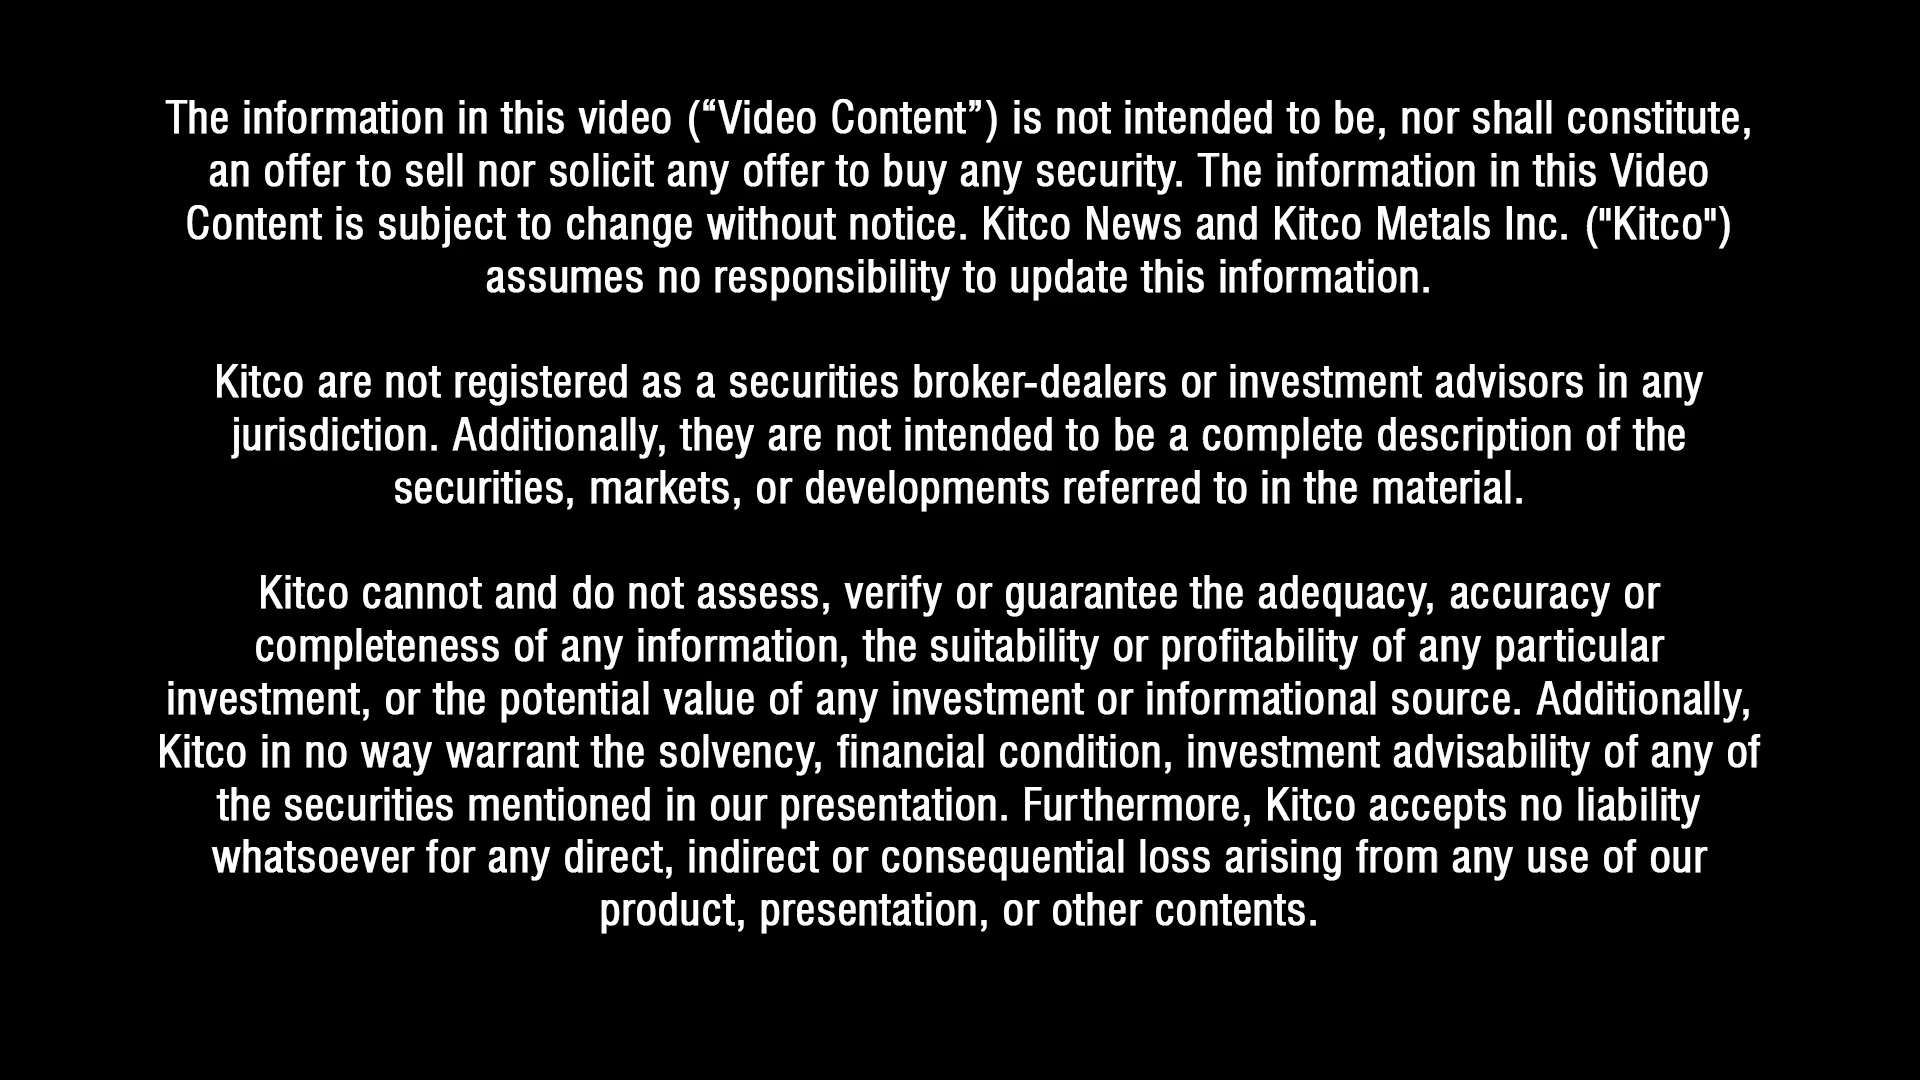 The information in this video (“Video Content”) is not intended to be, nor shall constitute,
an offer to sell nor solicit any offer to buy any security. The information in this Video
Content is subject to change without notice. Kitco News and Kitco Metals Inc. ("Kitco")
assumes no responsibility to update this information.
Kitco are not registered as a securities broker-dealers or investment advisors in any
jurisdiction. Additionally, they are not intended to be a complete description of the
securities, markets, or developments referred to in the material.
Kitco cannot and do not assess, verify or guarantee the adequacy, accuracy or
completeness of any information, the suitability or profitability of any particular
investment, or the potential value of any investment or informational source. Additionally,
Kitco in no way warrant the solvency, financial condition, investment advisability of any of
the securities mentioned in our presentation. Furthermore, Kitco accepts no liability
whatsoever for any direct, indirect or consequential loss arising from any use of our
product, presentation, or other contents.